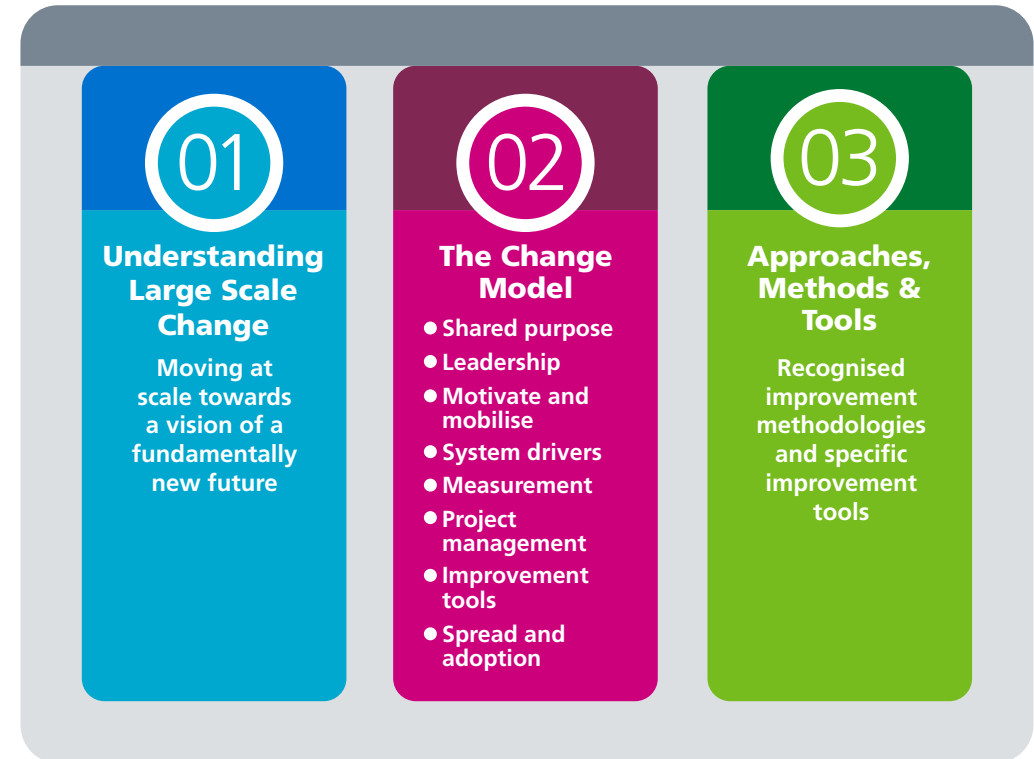 01
Understanding
Large Scale
Change
Moving at
scale towards
a vision of a
fundamentally
new future
02
The Change
Model
● Shared purpose
● Leadership
● Motivate and
mobilise
● System drivers
● Measurement
● Project
management
● Improvement
tools
● Spread and
adoption
03
Approaches,
Methods &
Tools
Recognised
improvement
methodologies
and specific
improvement
tools